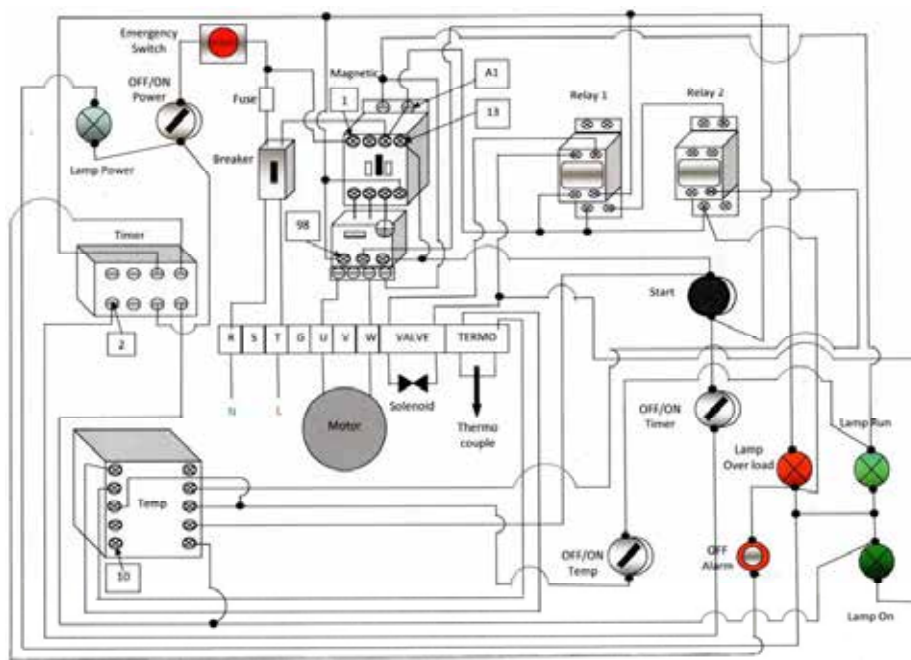 Emergency
Switch
OFF/ON
Power
Lamp Power
Fuse
Breaker
Magnetic
1
A1
13
98
Relay 1
Relay 2
Timer
2
Start
R S T G U V W VALVE TERMO
N L
Motor
Solenoid
Thermo
couple
OFF/ON
Timer
Lamp
Over load
Lamp Run
Temp
10
OFF/ON
Temp
OFF
Alarm
Lamp On